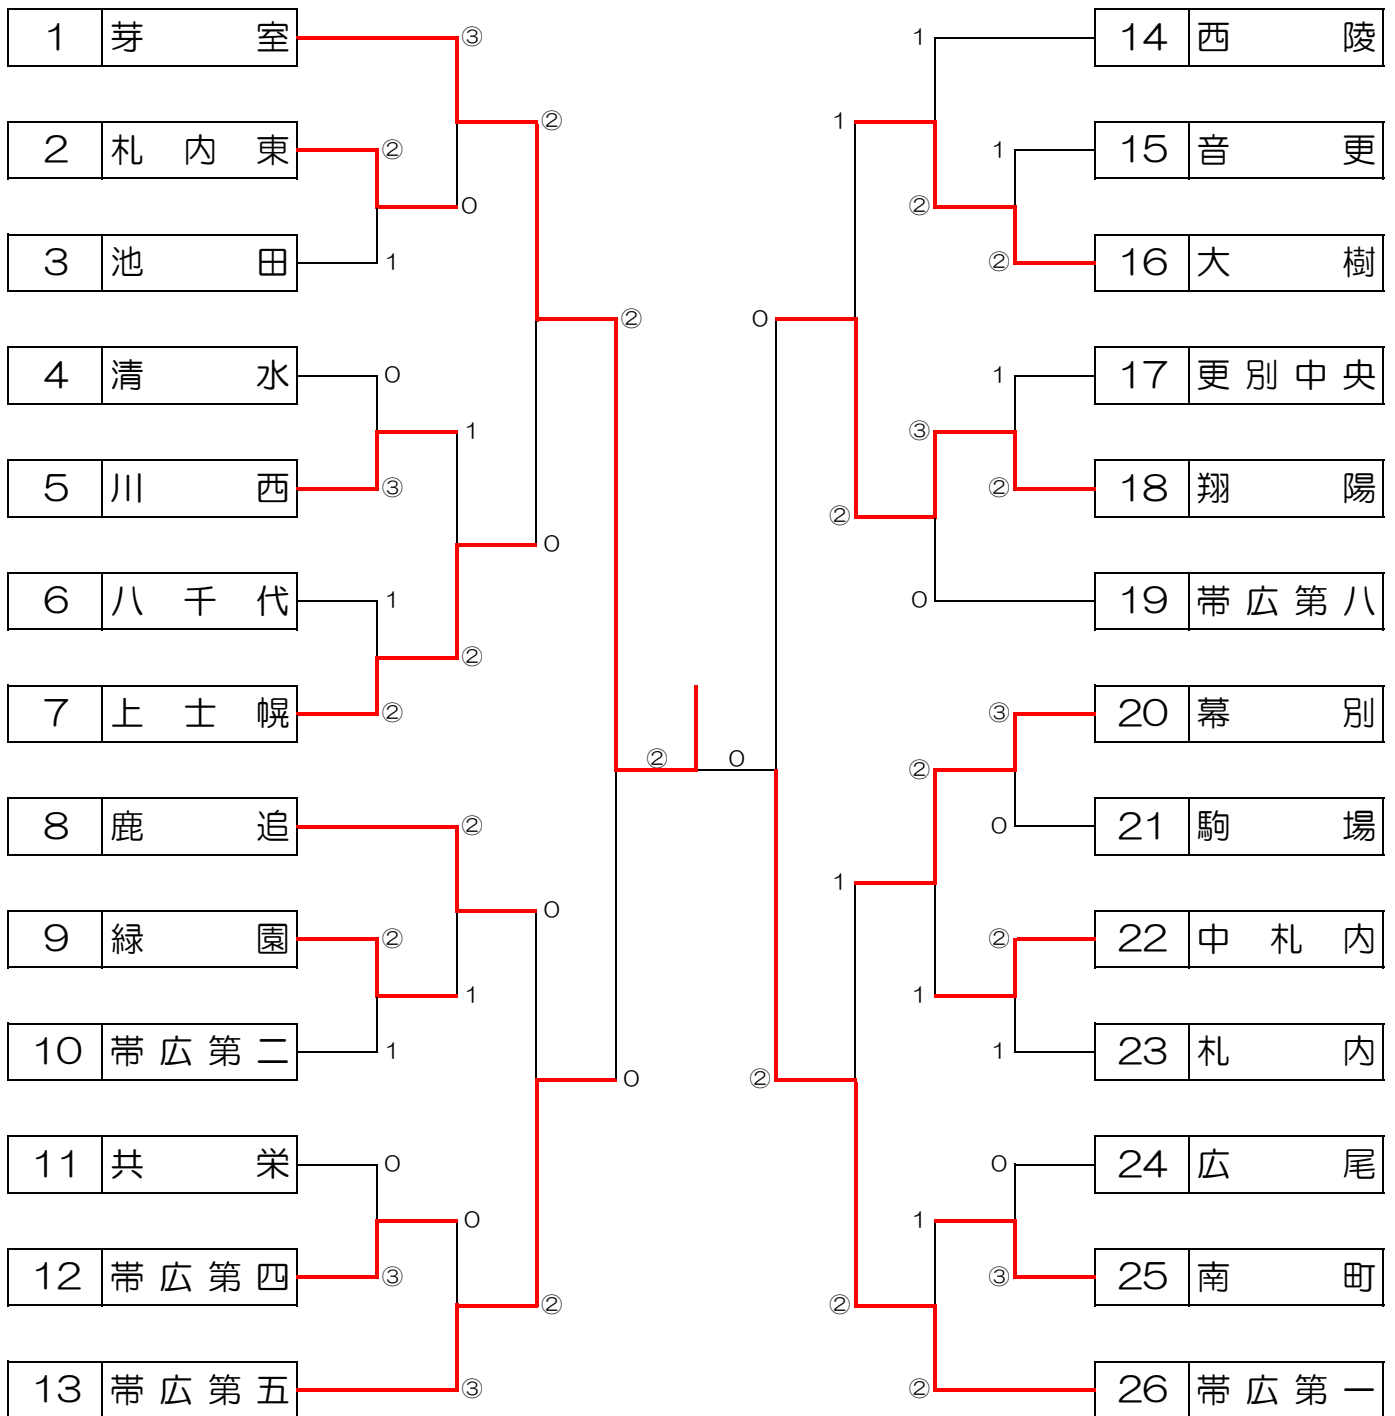 1 芽室 ③ 1 14 西陵
② 1
2 札内東 ② 1 15 音更
0 ②
3 池田 1 ② 16 大樹
② 0
4 清水 0 1 17 更別中央
1 ③
5 川西 ③ ② 18 翔陽
0 ②
6 八千代 1 0 19 帯広第八
②
7 上士幌 ② ③ 20 幕別
② 0 ②
8 鹿追 ② 0 21 駒場
0 1
9 緑園 ② ② 22 中札内
1 1
10 帯広第二 1 1 23 札内
0 ②
11 共栄 0 0 24 広尾
0 1
12 帯広第四 ③ ③ 25 南町
② ②
13 帯広第五 ③ ② 26 帯広第一